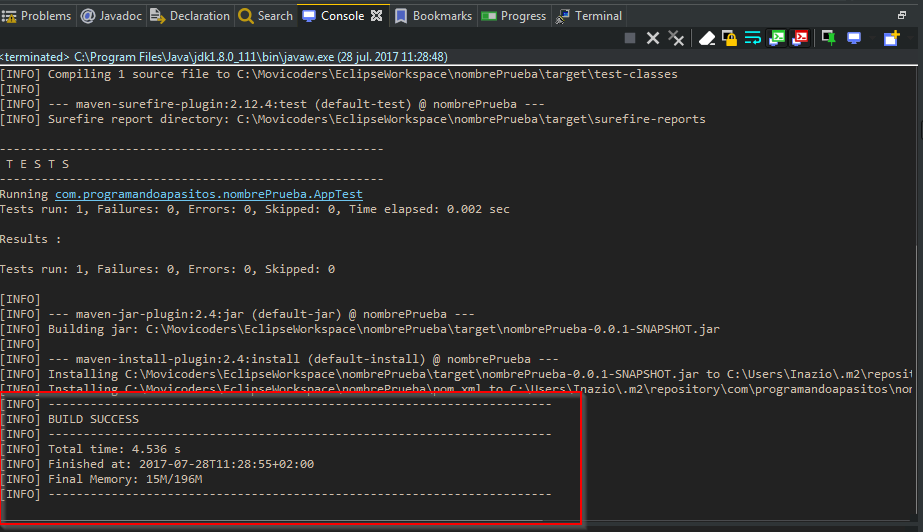 Problems @ Javadoc Declaration Search Console Bookmarks Progress Terminal
<terminated> C:\Program Files\Java\jdk1.8.0_111\bin\javaw.exe (28 jul. 2017 11:28:48)
[INFO] Compiling 1 source file to C:\Movicoders\EclipseWorkspace\nombrePrueba\target\test-classes
[INFO]
[INFO] --- maven-surefire-plugin:2.12.4:test (default-test) @ nombrePrueba ---
[INFO] Surefire report directory: C:\Movicoders\EclipseWorkspace\nombrePrueba\target\surefire-reports
-------------------------------------------------------
T E S T S
-------------------------------------------------------
Running com.programandoapasitos.nombrePrueba.AppTest
Tests run: 1, Failures: 0, Errors: 0, Skipped: 0, Time elapsed: 0.002 sec
Results :
Tests run: 1, Failures: 0, Errors: 0, Skipped: 0
[INFO]
[INFO] --- maven-jar-plugin:2.4:jar (default-jar) @ nombrePrueba ---
[INFO] Building jar: C:\Movicoders\EclipseWorkspace\nombrePrueba\target\nombrePrueba-0.0.1-SNAPSHOT.jar
[INFO]
[INFO] --- maven-install-plugin:2.4:install (default-install) @ nombrePrueba ---
[INFO] Installing C:\Movicoders\EclipseWorkspace\nombrePrueba\target\nombrePrueba-0.0.1-SNAPSHOT.jar to C:\Users\Inazio\.m2\reposit
[INFO] Installing C:\Movicoders\EclipseWorkspace\nombrePrueba\pom.xml to C:\Users\Inazio\.m2\repository\com\programandoapasitos\nom
[INFO] ------------------------------------------------------------------------
[INFO] BUILD SUCCESS
[INFO] ------------------------------------------------------------------------
[INFO] Total time: 4.536 s
[INFO] Finished at: 2017-07-28T11:28:55+02:00
[INFO] Final Memory: 15M/196M
[INFO] ------------------------------------------------------------------------